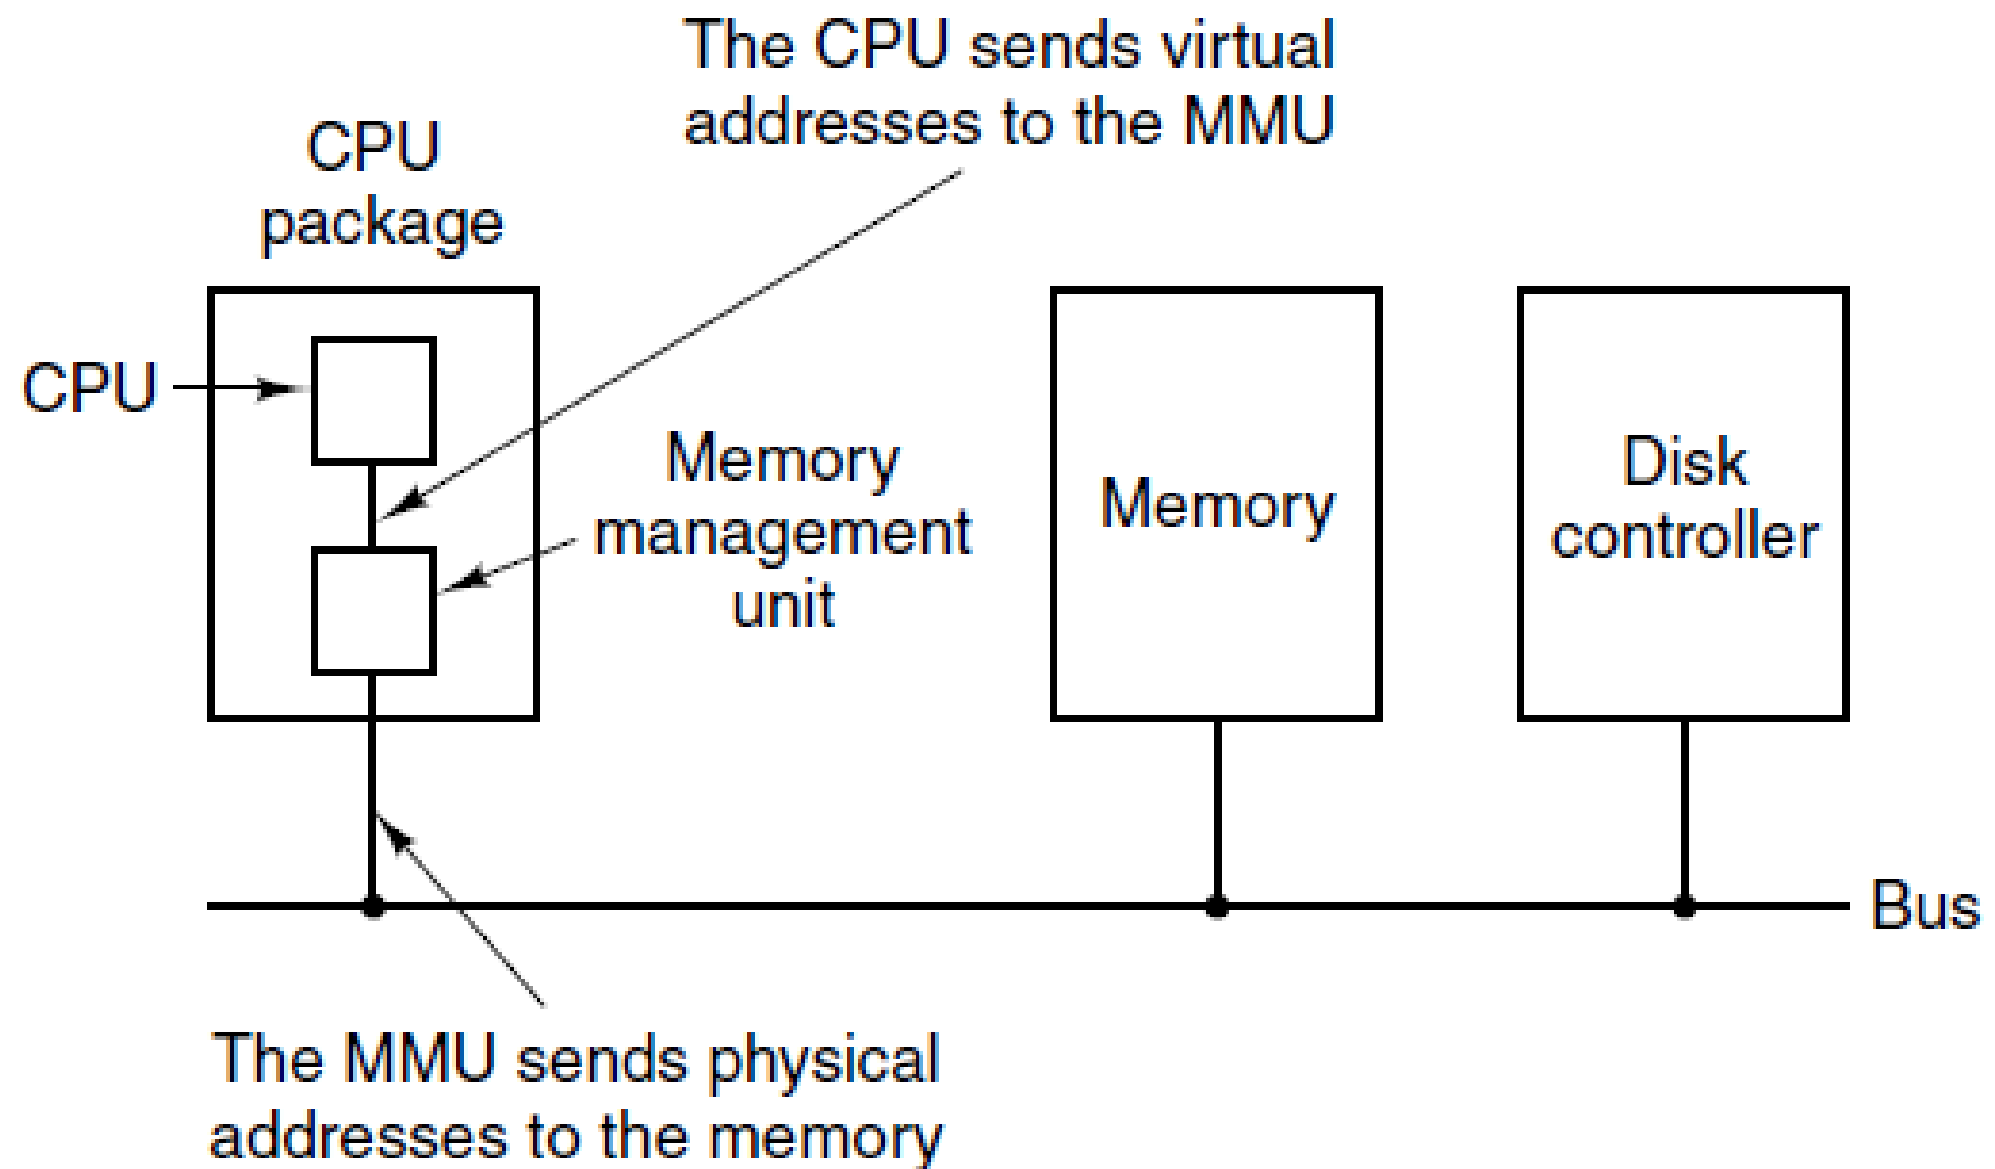 The CPU sends virtual
addresses to the MMU
CPU
package
CPU
Memory
management
unit
Memory
Disk
controller
Bus
The MMU sends physical
addresses to the memory